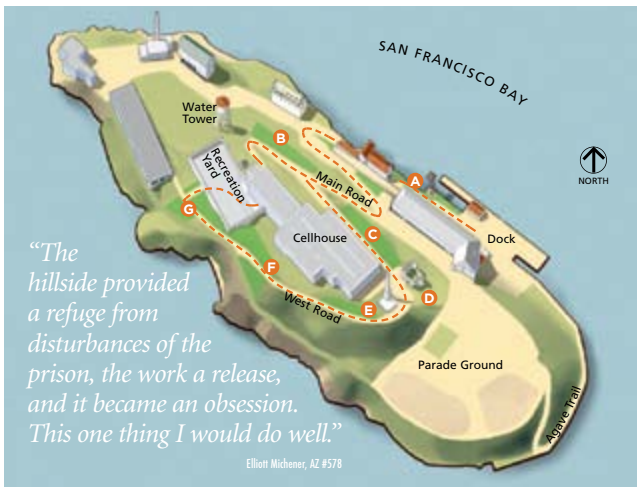 SAN FRANCISCO BAY
NORTH
Water
Tower
B
A
Recreation
Yard
Main Road
G
Cellhouse
C
Dock
F
D
E
West Road
Parade Ground
Agave Trail
“The
hillside provided
a refuge from
disturbances of the
prison, the work a release,
and it became an obsession.
This one thing I would do well.”
Elliott Michener, AZ #578